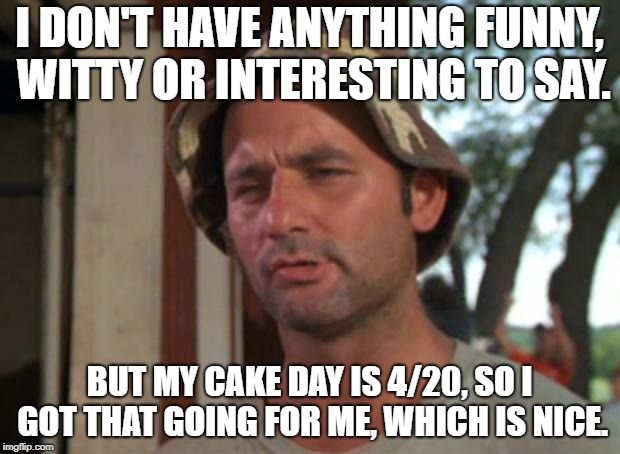 I DON'T HAVE ANYTHING FUNNY,
WITTY OR INTERESTING TO SAY.
BUT MY CAKE DAY IS 4/20, SO I
GOT THAT GOING FOR ME, WHICH IS NICE.
imgflip.com